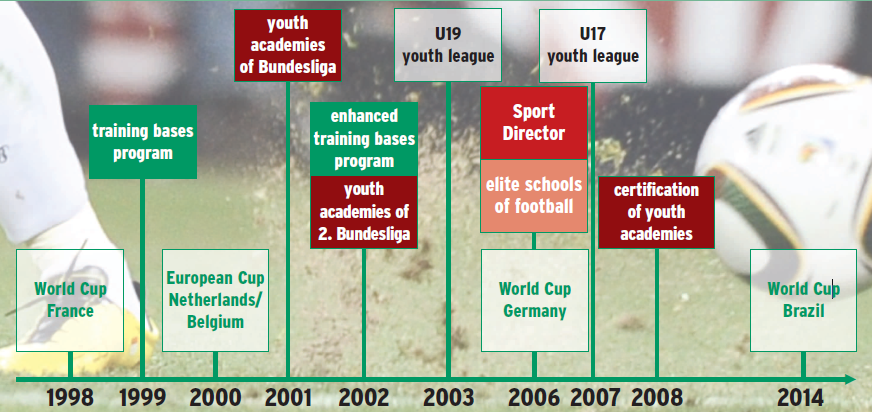 youth
academies
of Bundesliga
U19
youth league
U17
youth league
training bases
program
enhanced
training bases
program
youth
academies of
2. Bundesliga
Sport
Director
elite schools
of football
certification
of youth
academies
World Cup
France
European Cup
Netherlands/
Belgium
World Cup
Germany
World Cup
Brazil
1998 1999 2000 2001 2002 2003 2006 2007 2008 2014